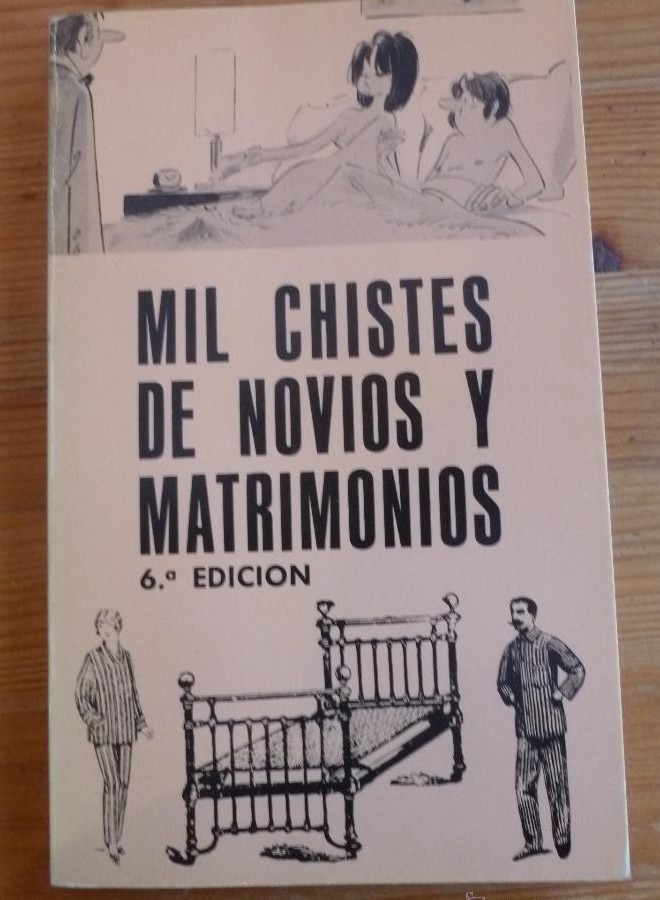 MIL CHISTES
DE NOVIOS Y
MATRIMONIOS
6.ª EDICION